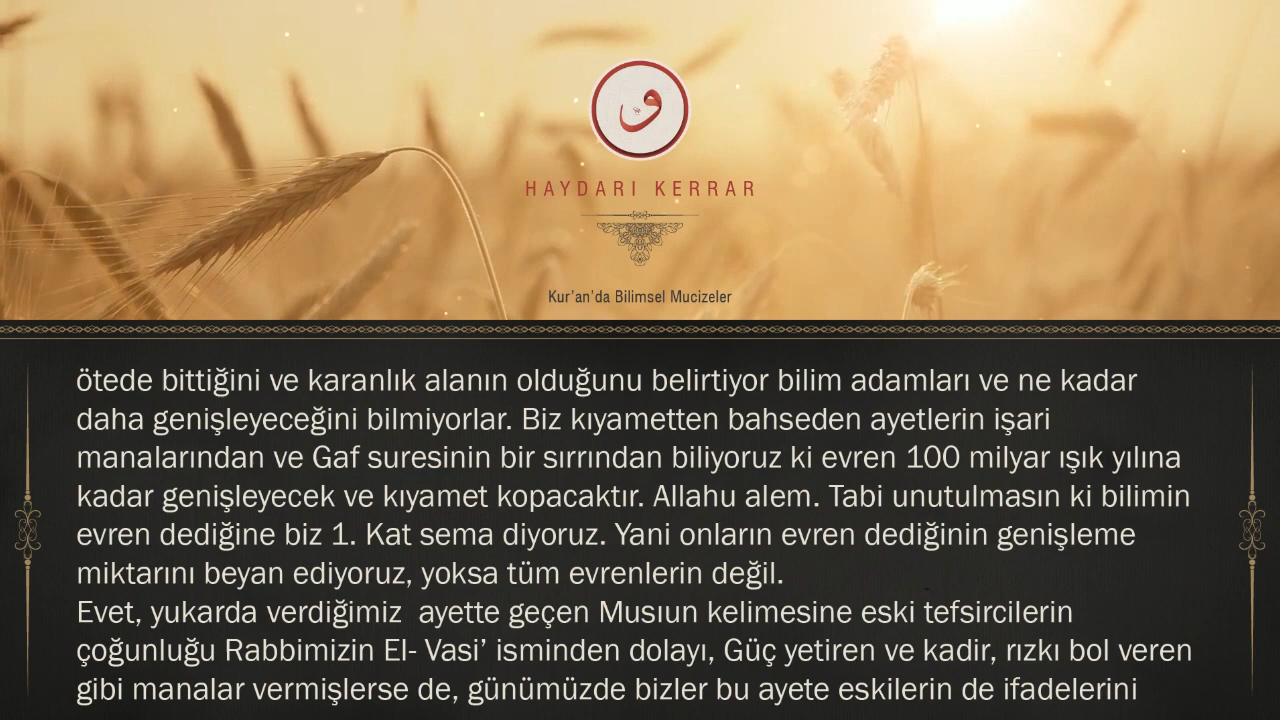 و
HAYDARI KERRAR
Kur'an'da Bilimsel Mucizeler
ötede bittiğini ve karanlık alanın olduğunu belirtiyor bilim adamları ve ne kadar
daha genişleyeceğini bilmiyorlar. Biz kıyametten bahseden ayetlerin işari
manalarından ve Gaf suresinin bir sırrından biliyoruz ki evren 100 milyar ışık yılına
kadar genişleyecek ve kıyamet kopacaktır. Allahu alem. Tabi unutulmasın ki bilimin
evren dediğine biz 1. Kat sema diyoruz. Yani onların evren dediğinin genişleme
miktarını beyan ediyoruz, yoksa tüm evrenlerin değil.
Evet, yukarda verdiğimiz  ayette geçen Musıun kelimesine eski tefsircilerin
çoğunluğu Rabbimizin El- Vasi' isminden dolayı, Güç yetiren ve kadir, rızkı bol veren
gibi manalar vermişlerse de, günümüzde bizler bu ayete eskilerin de ifadelerini